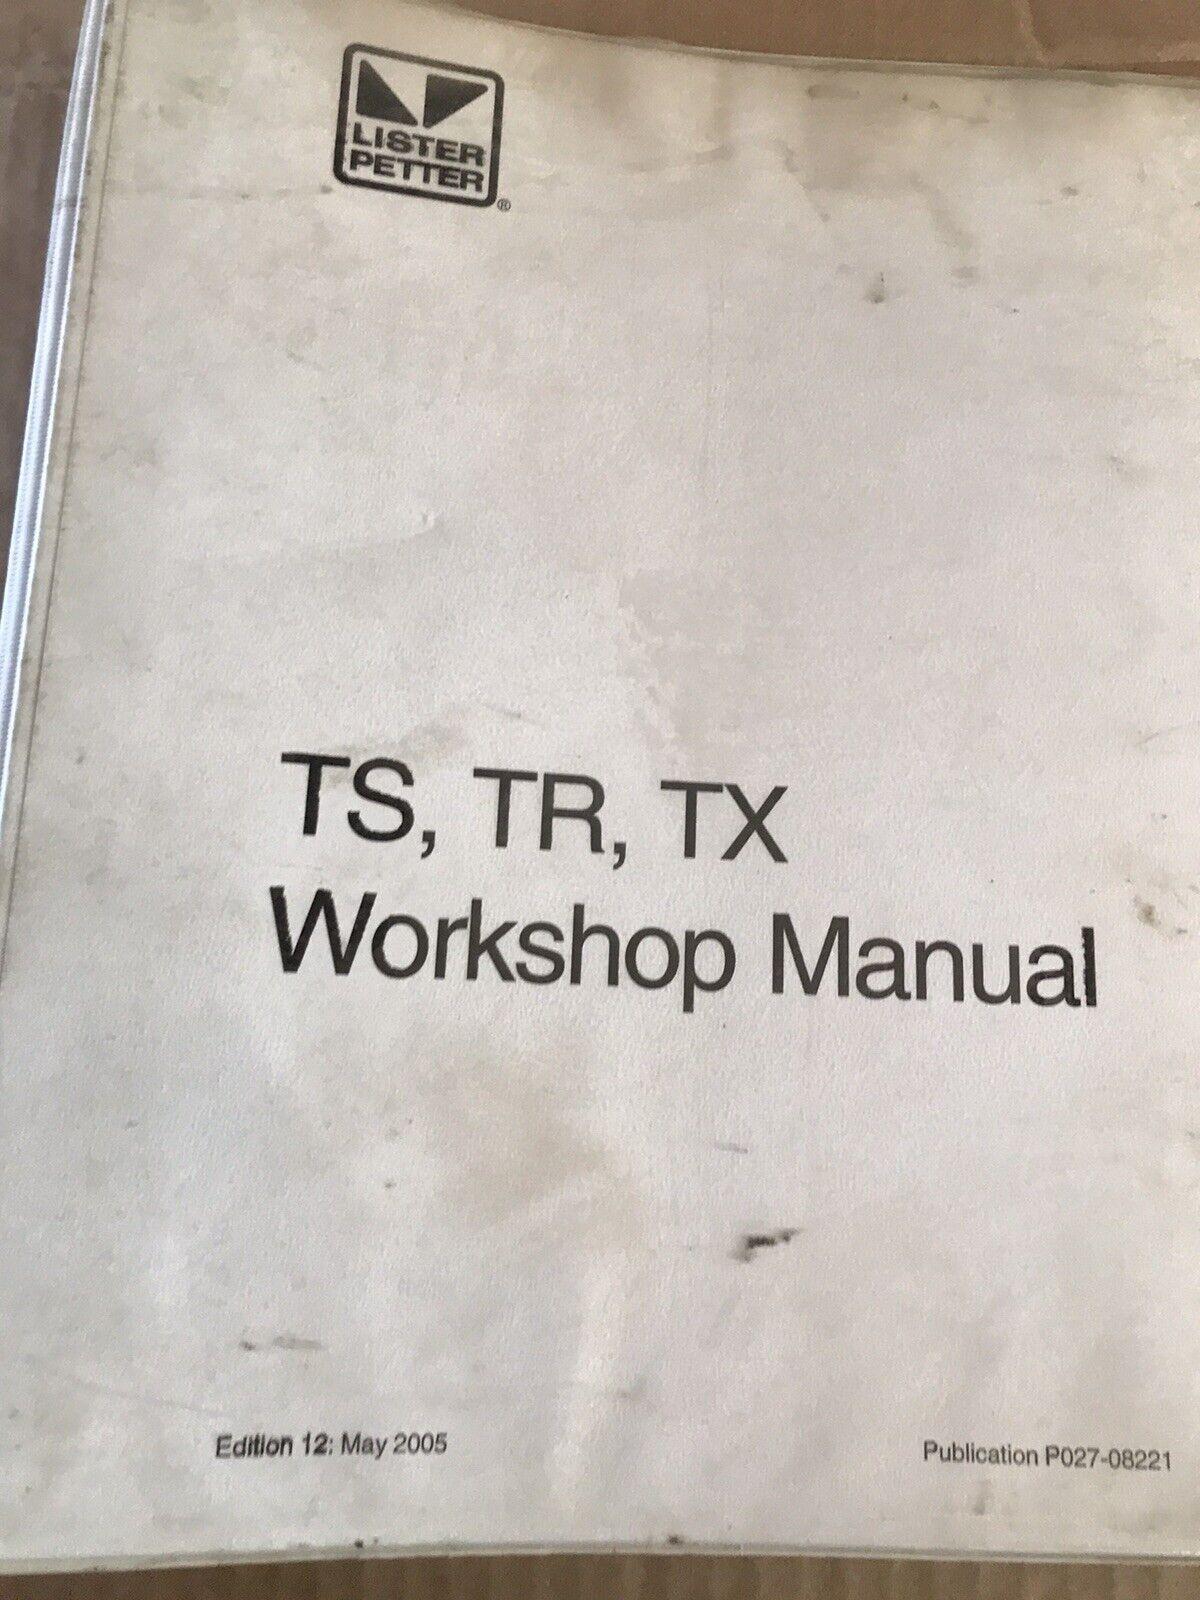 LISTER
PETTER
®
TS, TR, TX
Workshop Manual
Edition 12: May 2005
Publication P027-08221